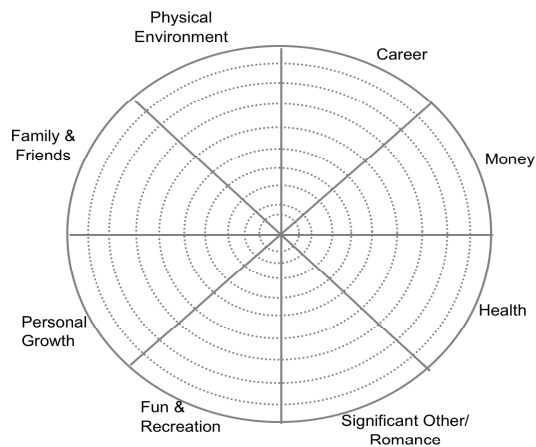 Physical
Environment
Career
Money
Health
Significant Other/
Romance
Fun &
Recreation
Personal
Growth
Family &
Friends